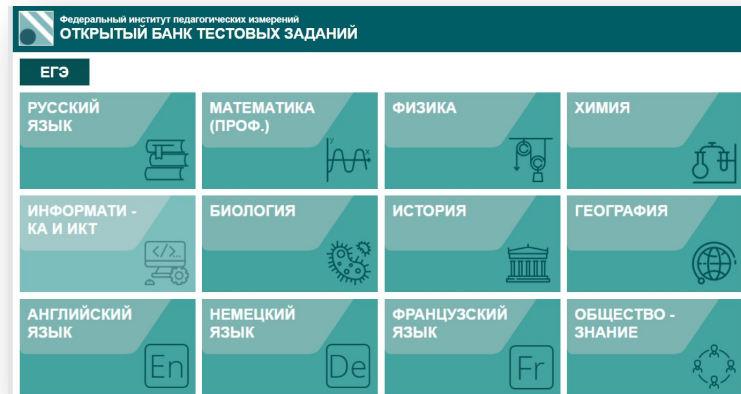 Федеральный институт педагогических измерений
ОТКРЫТЫЙ БАНК ТЕСТОВЫХ ЗАДАНИЙ
ЕГЭ
РУССКИЙ
ЯЗЫК
МАТЕМАТИКА
(ПРОФ.)
y
x
ФИЗИКА
ХИМИЯ
ИНФОРМАТИ -
КА И ИКТ
</>...
БИОЛОГИЯ
ИСТОРИЯ
ГЕОГРАФИЯ
АНГЛИЙСКИЙ
ЯЗЫК
En
НЕМЕЦКИЙ
ЯЗЫК
De
ФРАНЦУЗСКИЙ
ЯЗЫК
Fr
ОБЩЕСТВО -
ЗНАНИЕ